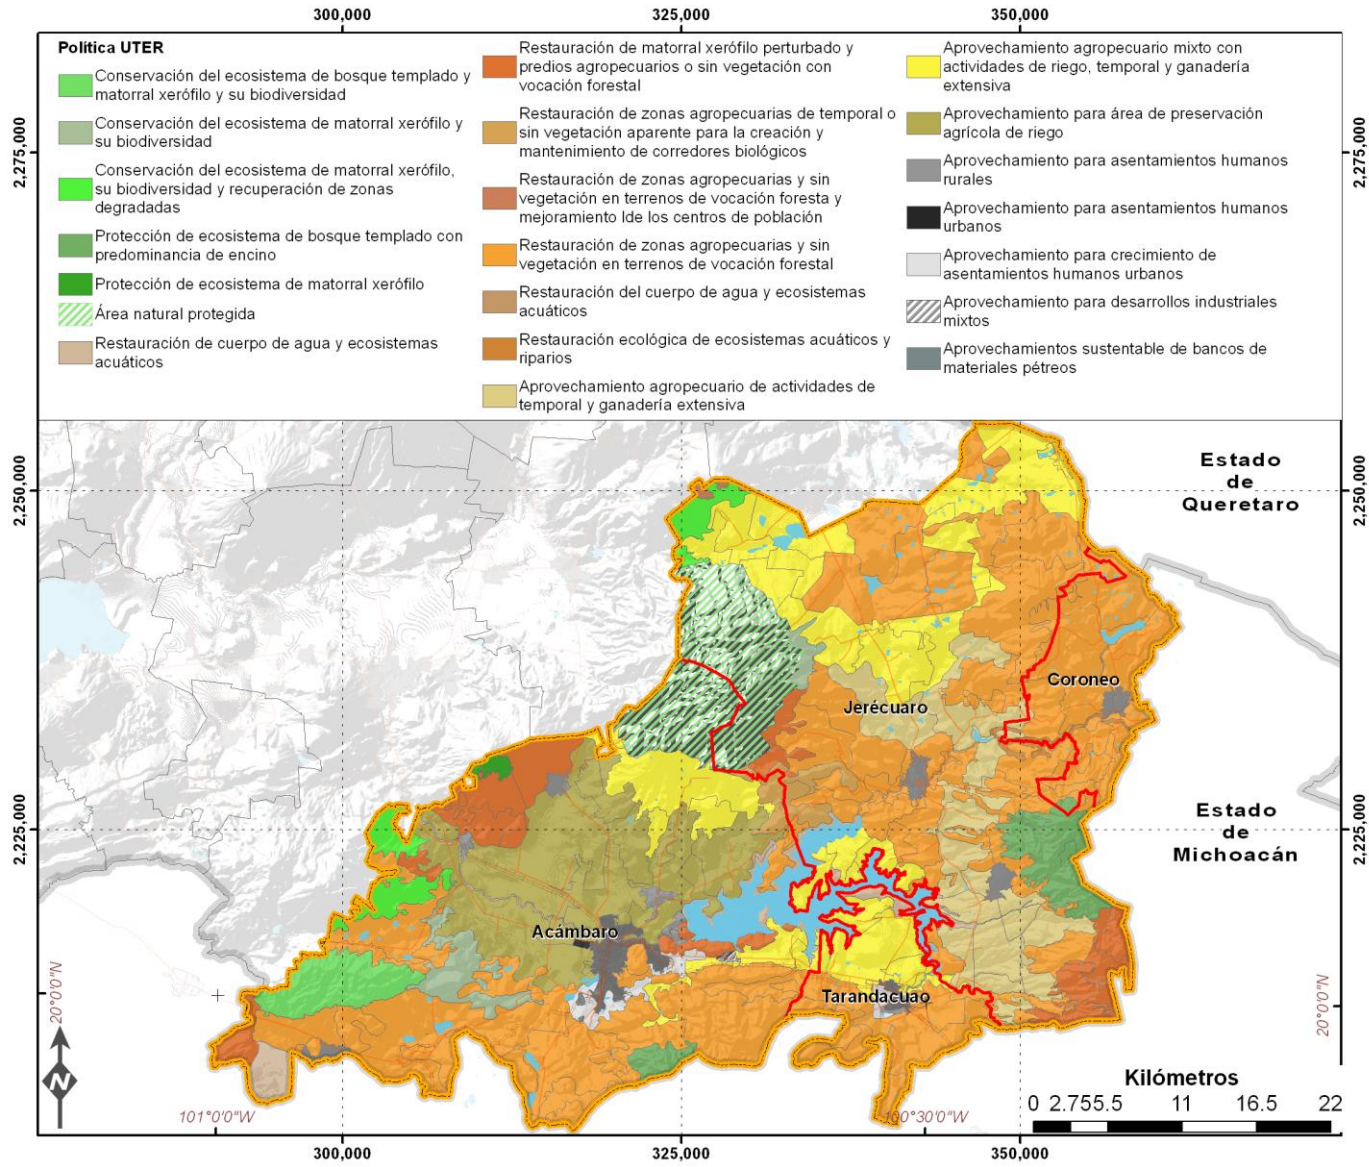 300,000
325,000
350,000
Política UTER
Conservación del ecosistema de bosque templado y
matorral xerófilo y su biodiversidad
Conservación del ecosistema de matorral xerófilo y
su biodiversidad
Conservación del ecosistema de matorral xerófilo,
su biodiversidad y recuperación de zonas
degradadas
Protección de ecosistema de bosque templado con
predominancia de encino
Protección de ecosistema de matorral xerófilo
Área natural protegida
Restauración de cuerpo de agua y ecosistemas
acuáticos
Restauración de matorral xerófilo perturbado y
predios agropecuarios o sin vegetación con
vocación forestal
Restauración de zonas agropecuarias de temporal o
sin vegetación aparente para la creación y
mantenimiento de corredores biológicos
Restauración de zonas agropecuarias y sin
vegetación en terrenos de vocación foresta y
mejoramiento lde los centros de población
Restauración de zonas agropecuarias y sin
vegetación en terrenos de vocación forestal
Restauración del cuerpo de agua y ecosistemas
acuáticos
Restauración ecológica de ecosistemas acuáticos y
riparios
Aprovechamiento agropecuario de actividades de
temporal y ganadería extensiva
Aprovechamiento agropecuario mixto con
actividades de riego, temporal y ganadería
extensiva
Aprovechamiento para área de preservación
agrícola de riego
Aprovechamiento para asentamientos humanos
rurales
Aprovechamiento para asentamientos humanos
urbanos
Aprovechamiento para crecimiento de
asentamientos humanos urbanos
Aprovechamiento para desarrollos industriales
mixtos
Aprovechamientos sustentable de bancos de
materiales pétreos
2,275,000
2,275,000
2,250,000
2,250,000
Estado
de
Queretaro
Coroneo
Jerécuaro
2,225,000
2,225,000
Estado
de
Michoacán
Acámbaro
Tarandacuao
20°0'0"N
20°0'0"N
N
Kilómetros
0 2.755.5 11 16.5 22
101°0'0"W
100°30'0"W
300,000
325,000
350,000